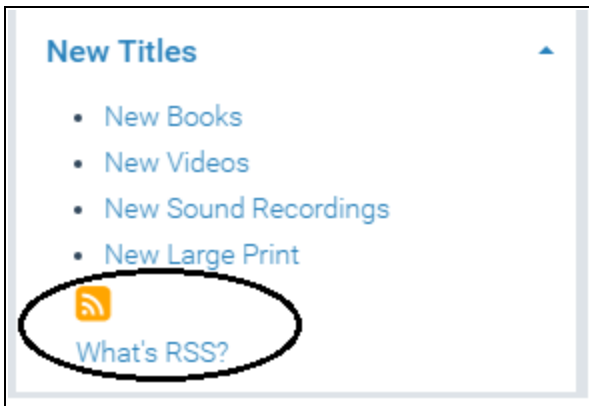 New Titles
New Books
New Videos
New Sound Recordings
New Large Print
What's RSS?